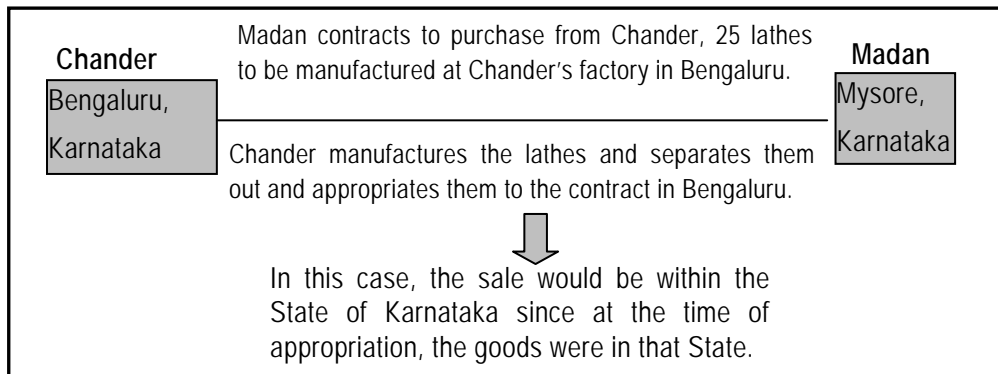 Madan contracts to purchase from Chander, 25 lathes
to be manufactured at Chander's factory in Bengaluru.
Chander
Bengaluru,
Karnataka
Madan
Mysore,
Karnataka
Chander manufactures the lathes and separates them
out and appropriates them to the contract in Bengaluru.
In this case, the sale would be within the
State of Karnataka since at the time of
appropriation, the goods were in that State.